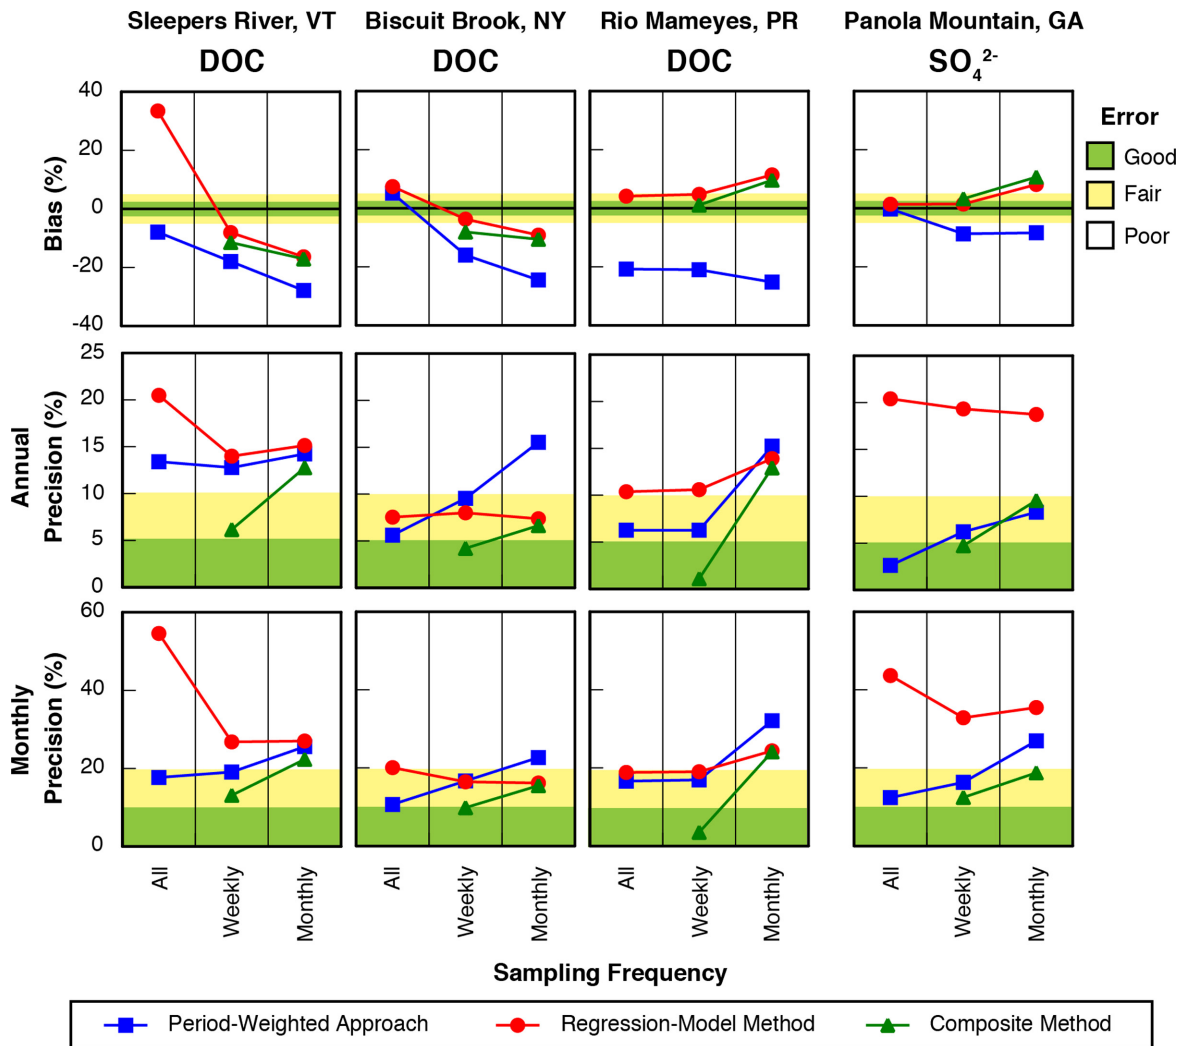 Sleepers River, VT Biscuit Brook, NY Rio Mameyes, PR Panola Mountain, GA
DOC DOC DOC SO₄²⁻
Bias (%)
40
20
0
-20
-40
Error
Good
Fair
Poor
Annual
Precision (%)
25
20
15
10
5
0
Monthly
Precision (%)
60
40
20
0
All Weekly Monthly All Weekly Monthly All Weekly Monthly All Weekly Monthly
Sampling Frequency
Period-Weighted Approach Regression-Model Method Composite Method